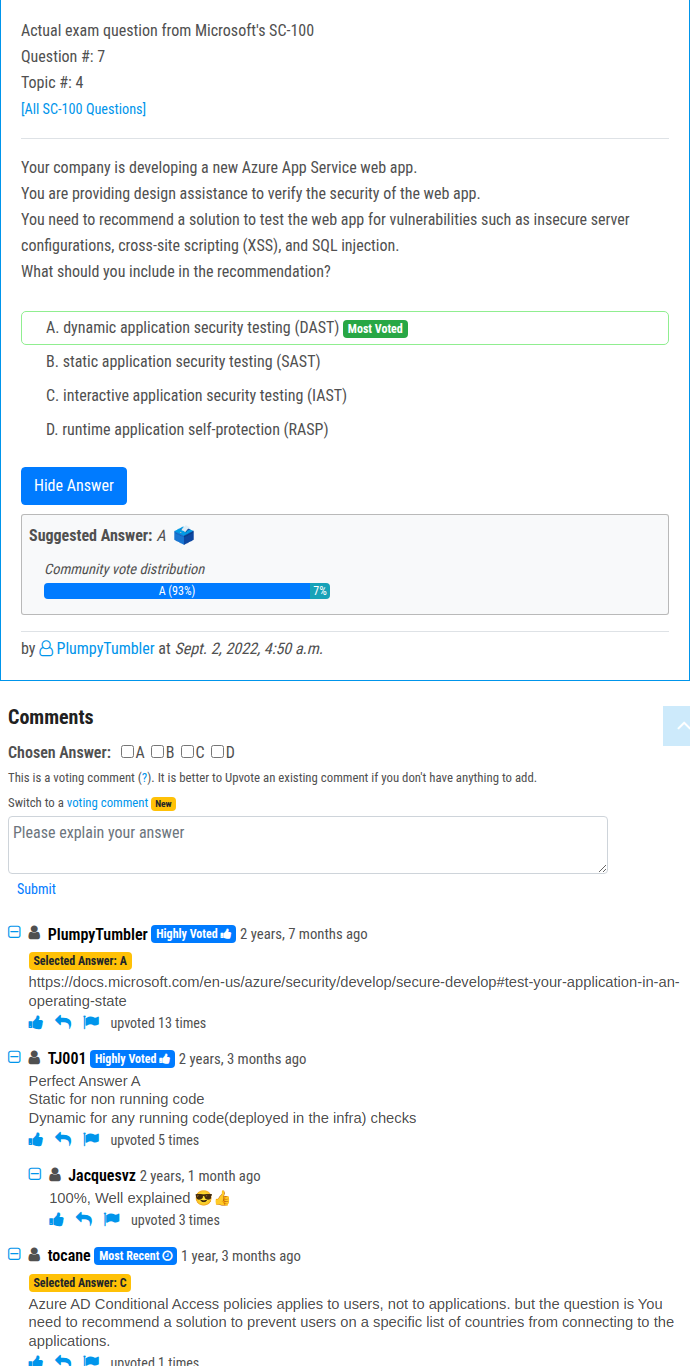 Actual exam question from Microsoft's SC-100
Question #: 7
Topic #: 4
[All SC-100 Questions]
Your company is developing a new Azure App Service web app.
You are providing design assistance to verify the security of the web app.
You need to recommend a solution to test the web app for vulnerabilities such as insecure server
configurations, cross-site scripting (XSS), and SQL injection.
What should you include in the recommendation?
A. dynamic application security testing (DAST) Most Voted
B. static application security testing (SAST)
C. interactive application security testing (IAST)
D. runtime application self-protection (RASP)
Hide Answer
Suggested Answer: A 🗳️
Community vote distribution
A (93%) 7%
by PlumpyTumbler at Sept. 2, 2022, 4:50 a.m.
Comments
Chosen Answer: A B C D
This is a voting comment (?). It is better to Upvote an existing comment if you don't have anything to add.
Switch to a voting comment New
Please explain your answer
Submit
PlumpyTumbler Highly Voted 2 years, 7 months ago
Selected Answer: A
https://docs.microsoft.com/en-us/azure/security/develop/secure-develop#test-your-application-in-an-
operating-state
upvoted 13 times
TJ001 Highly Voted 2 years, 3 months ago
Perfect Answer A
Static for non running code
Dynamic for any running code(deployed in the infra) checks
upvoted 5 times
Jacquesvz 2 years, 1 month ago
100%, Well explained 😎👍
upvoted 3 times
tocane Most Recent 1 year, 3 months ago
Selected Answer: C
Azure AD Conditional Access policies applies to users, not to applications. but the question is You
need to recommend a solution to prevent users on a specific list of countries from connecting to the
applications.
upvoted 1 times